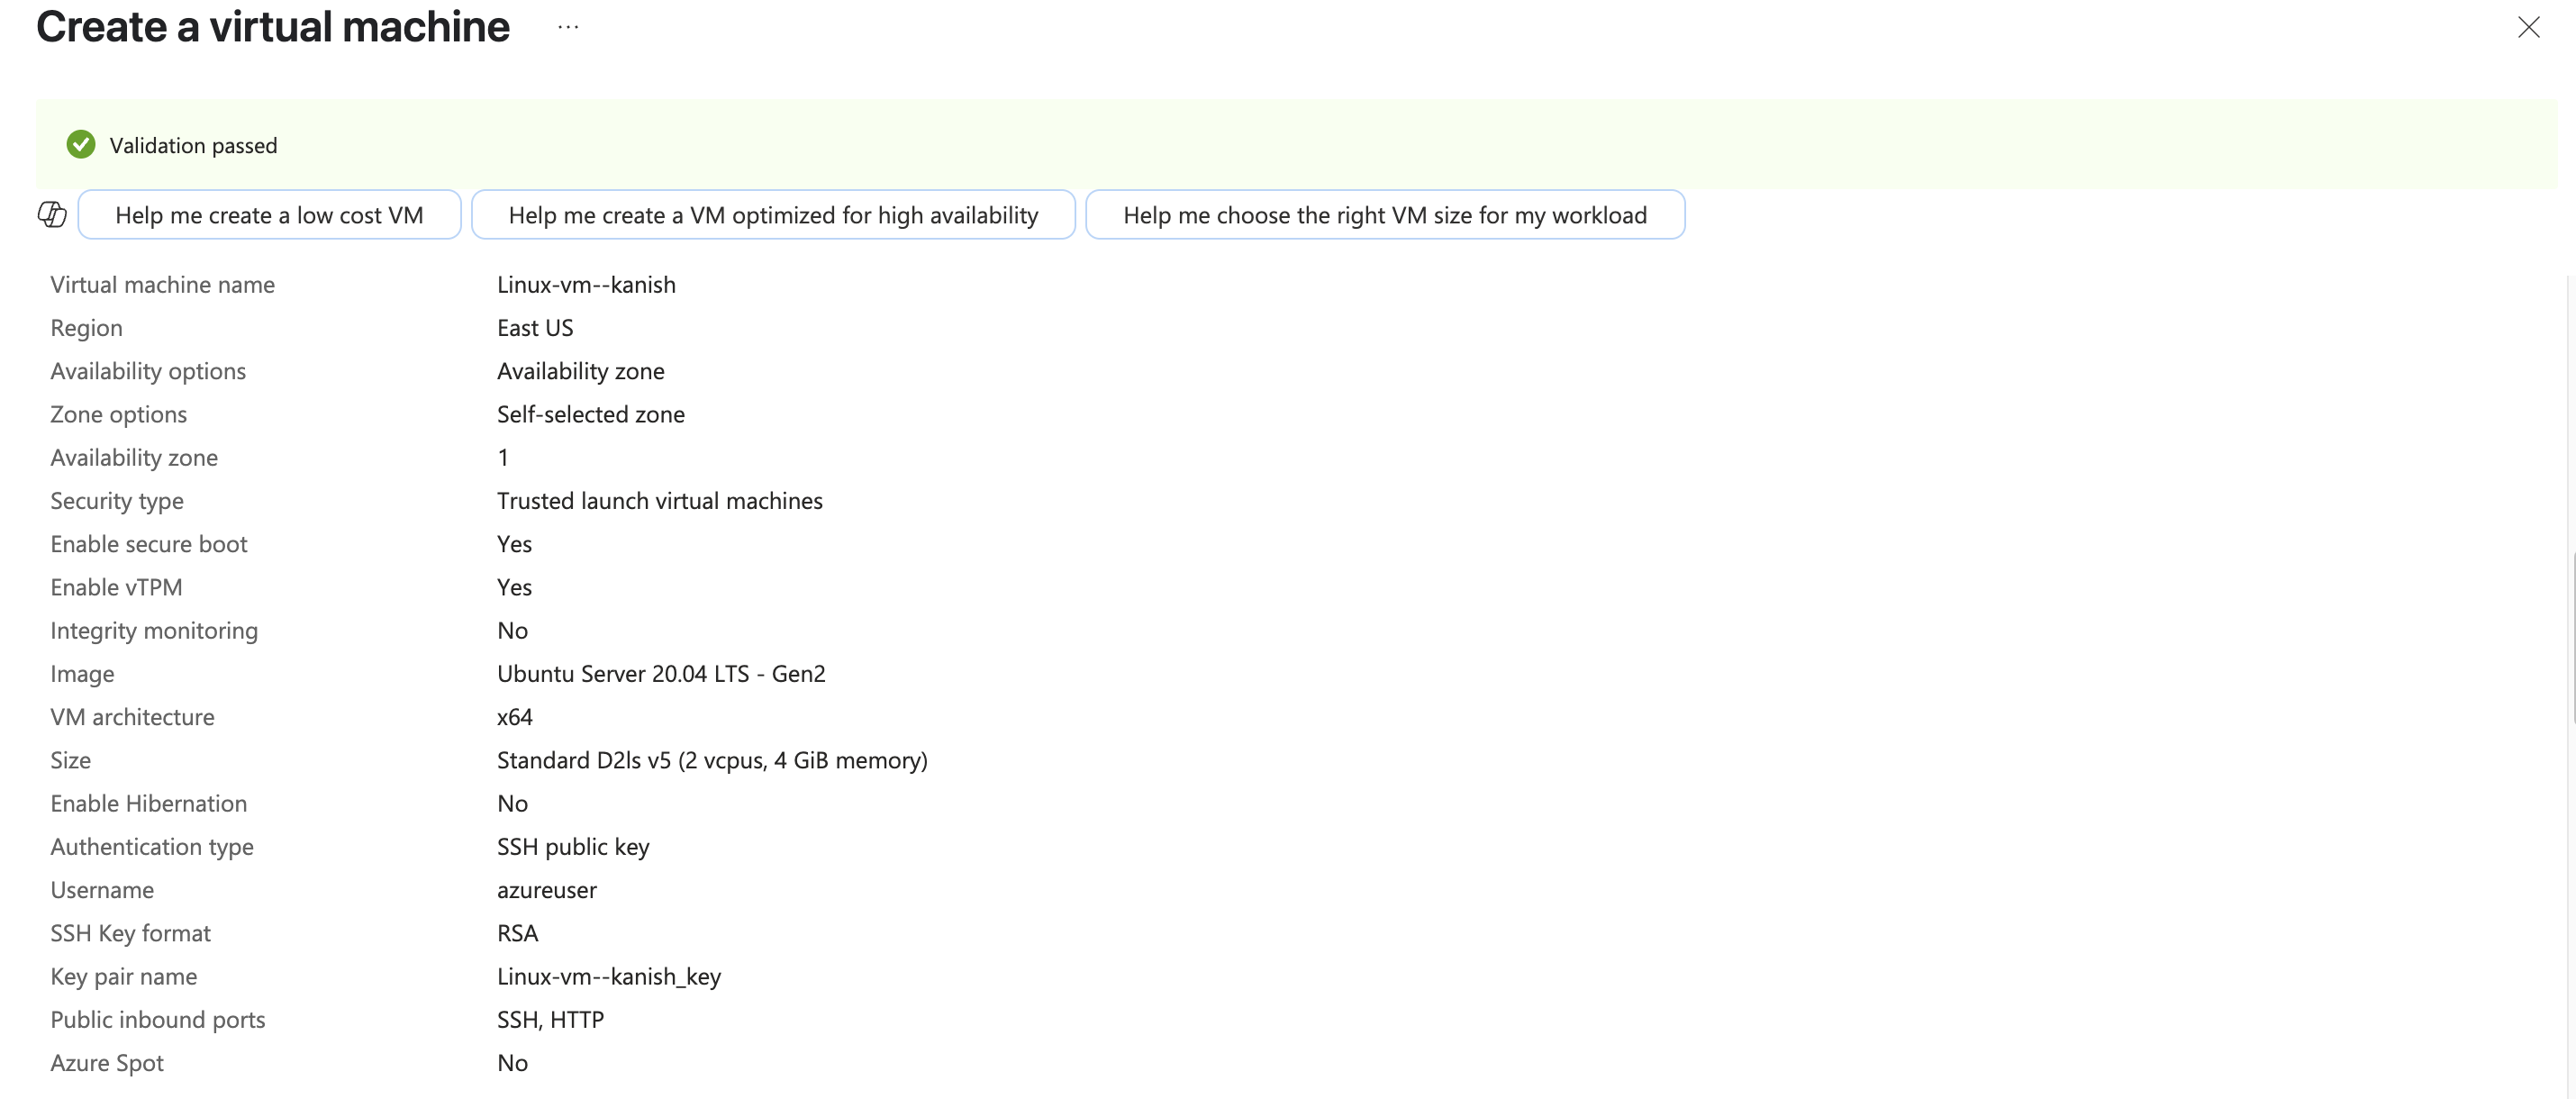 Create a virtual machine ...
Validation passed
Help me create a low cost VM Help me create a VM optimized for high availability Help me choose the right VM size for my workload
Virtual machine name Linux-vm--kanish
Region East US
Availability options Availability zone
Zone options Self-selected zone
Availability zone 1
Security type Trusted launch virtual machines
Enable secure boot Yes
Enable vTPM Yes
Integrity monitoring No
Image Ubuntu Server 20.04 LTS - Gen2
VM architecture x64
Size Standard D2ls v5 (2 vcpus, 4 GiB memory)
Enable Hibernation No
Authentication type SSH public key
Username azureuser
SSH Key format RSA
Key pair name Linux-vm--kanish_key
Public inbound ports SSH, HTTP
Azure Spot No